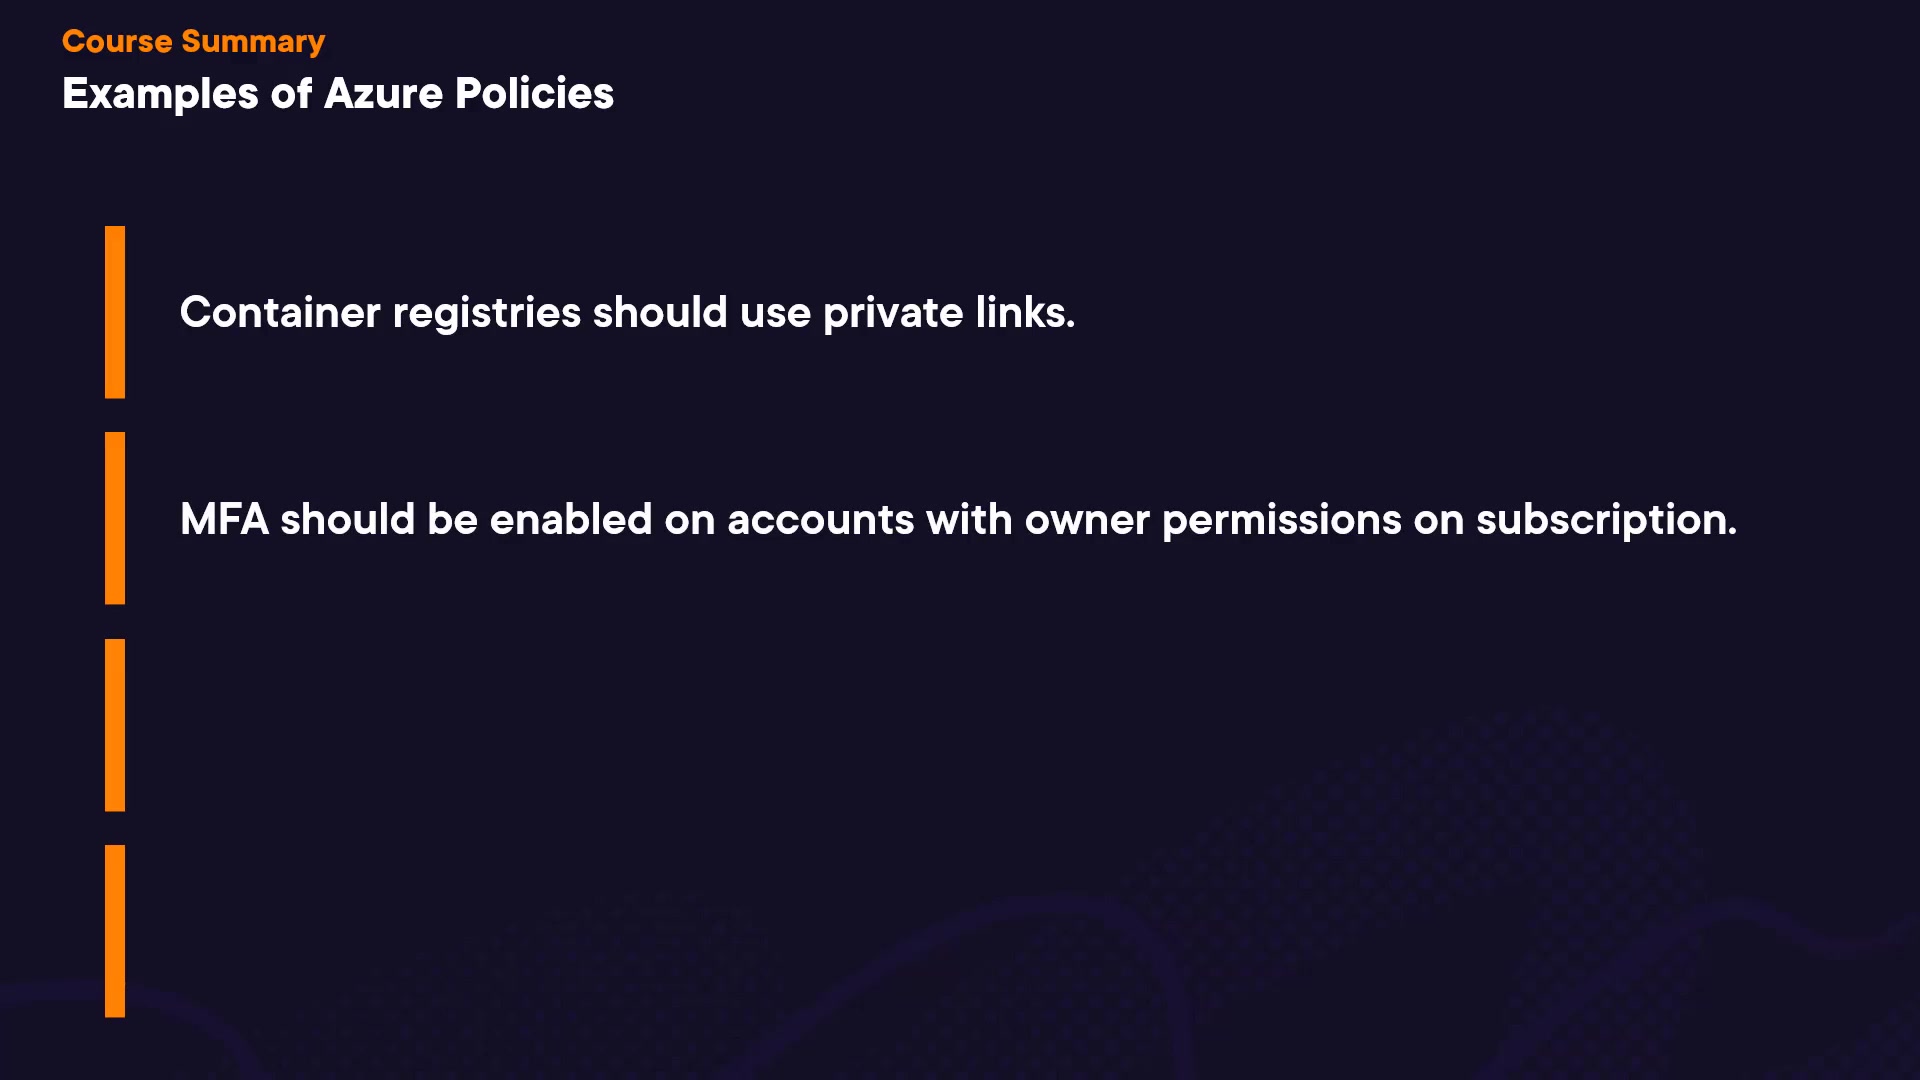 Course Summary
Examples of Azure Policies
Container registries should use private links.
MFA should be enabled on accounts with owner permissions on subscription.